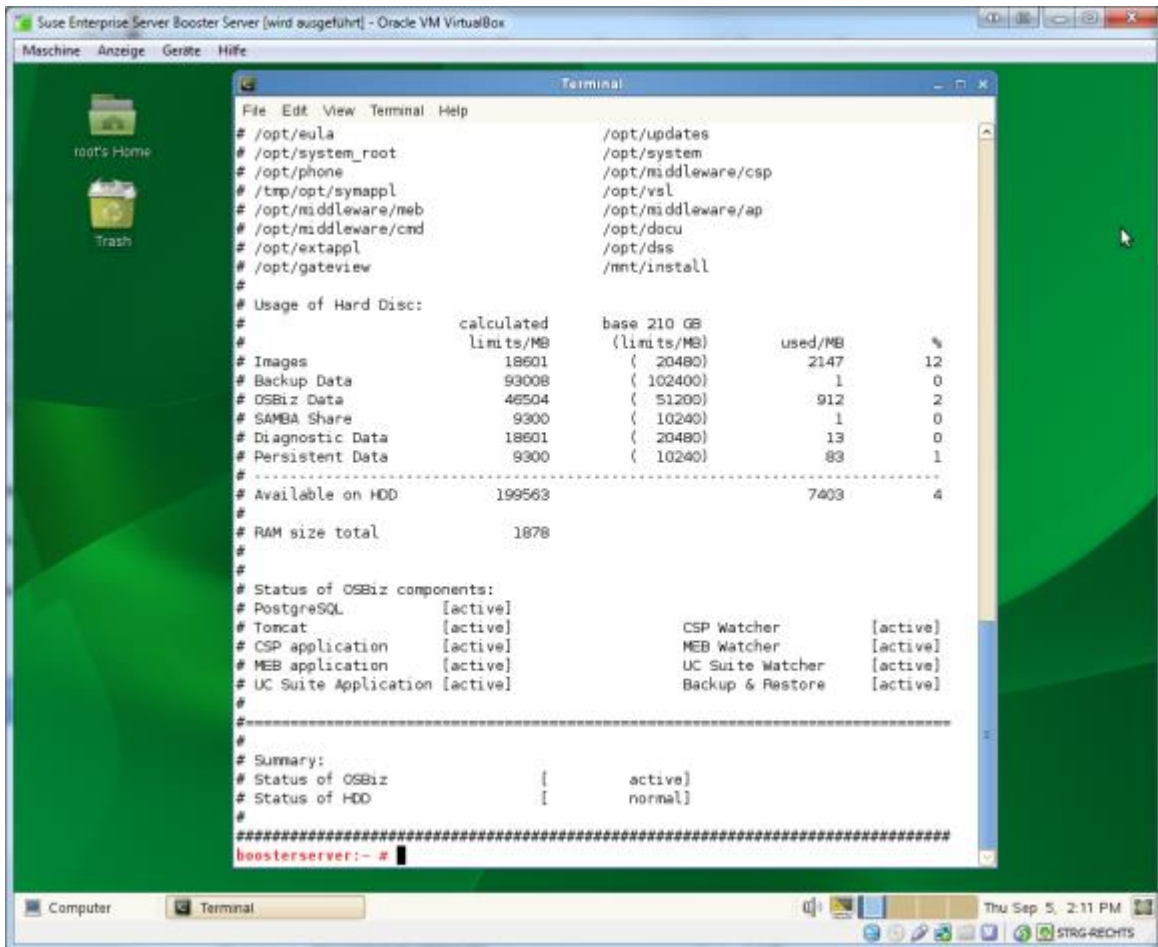 Suse Enterprise Server Booster Server [wird ausgeführt] - Oracle VM VirtualBox
Maschine Anzeige Geräte Hilfe
root's Home
Trash
Terminal
File Edit View Terminal Help
# /opt/eula /opt/updates
# /opt/system_root /opt/system
# /opt/phone /opt/middleware/csp
# /tmp/opt/symappl /opt/vsl
# /opt/middleware/meb /opt/middleware/ap
# /opt/middleware/cmd /opt/docu
# /opt/extappl /opt/dss
# /opt/gateview /mnt/install
#
# Usage of Hard Disc:
# calculated base 210 GB
# limits/MB (limits/MB) used/MB %
# Images 18601 ( 20480) 2147 12
# Backup Data 93008 ( 102400) 1 0
# OSBiz Data 46504 ( 51200) 912 2
# SAMBA Share 9300 ( 10240) 1 0
# Diagnostic Data 18601 ( 20480) 13 0
# Persistent Data 9300 ( 10240) 83 1
# ------------------------------------------------------------------------------
# Available on HDD 199563 7403 4
#
# RAM size total 1878
#
#
# Status of OSBiz components:
# PostgreSQL [active]
# Tomcat [active] CSP Watcher [active]
# CSP application [active] MEB Watcher [active]
# MEB application [active] UC Suite Watcher [active]
# UC Suite Application [active] Backup & Restore [active]
#
#===============================================================================
#
# Summary:
# Status of OSBiz [ active]
# Status of HDD [ normal]
#
################################################################################
boosterserver:~ #
Computer Terminal Thu Sep 5, 2:11 PM
STRG-RECHTS